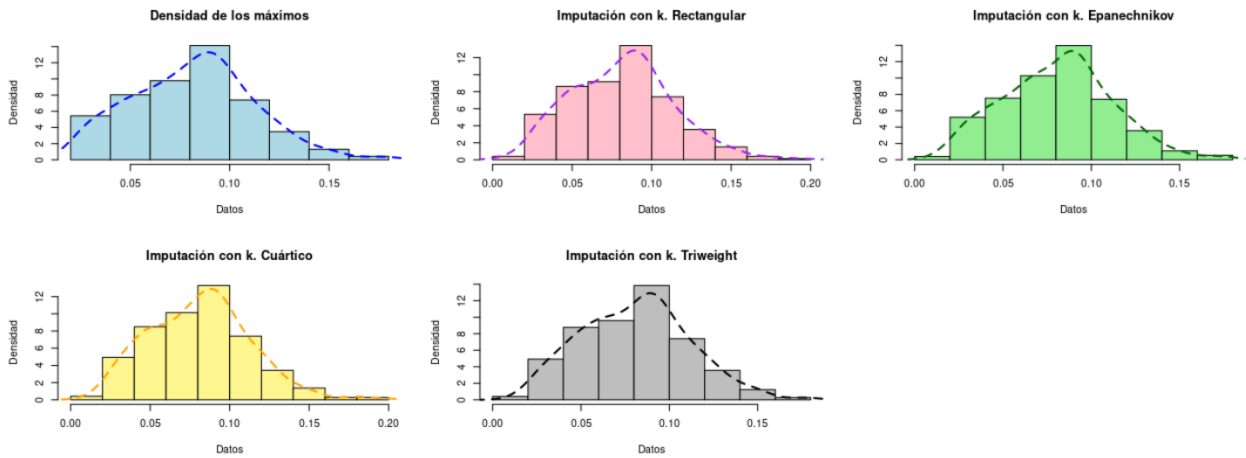 Densidad de los máximos
Densidad
0 2 4 6 8 12
0.05 0.10 0.15
Datos
Imputación con k. Rectangular
Densidad
0 2 4 6 8 12
0.00 0.05 0.10 0.15 0.20
Datos
Imputación con k. Epanechnikov
Densidad
0 2 4 6 8 12
0.00 0.05 0.10 0.15
Datos
Imputación con k. Cuártico
Densidad
0 2 4 6 8 12
0.00 0.05 0.10 0.15 0.20
Datos
Imputación con k. Triweight
Densidad
0 2 4 6 8 12
0.00 0.05 0.10 0.15
Datos